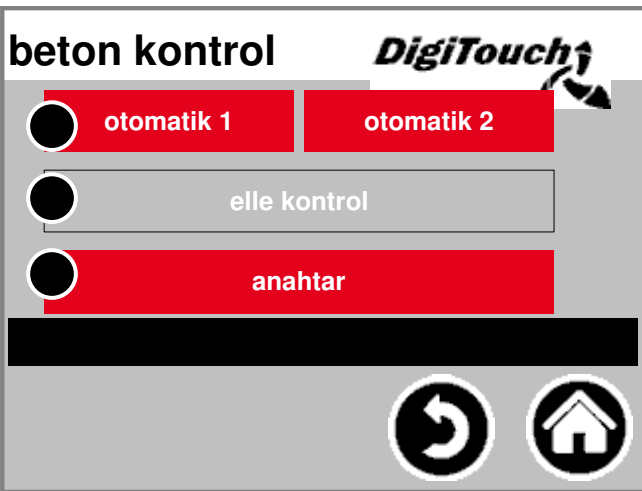 beton kontrol
DigiTouch
otomatik 1
otomatik 2
elle kontrol
anahtar